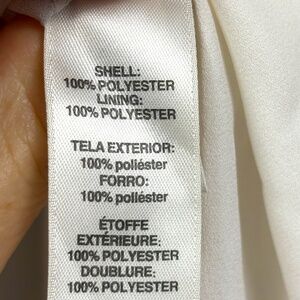 SHELL:
100% POLYESTER
LINING:
100% POLYESTER
TELA EXTERIOR:
100% poliéster
FORRO:
100% poliéster
ÉTOFFE
EXTÉRIEURE:
100% POLYESTER
DOUBLURE:
100% POLYESTER